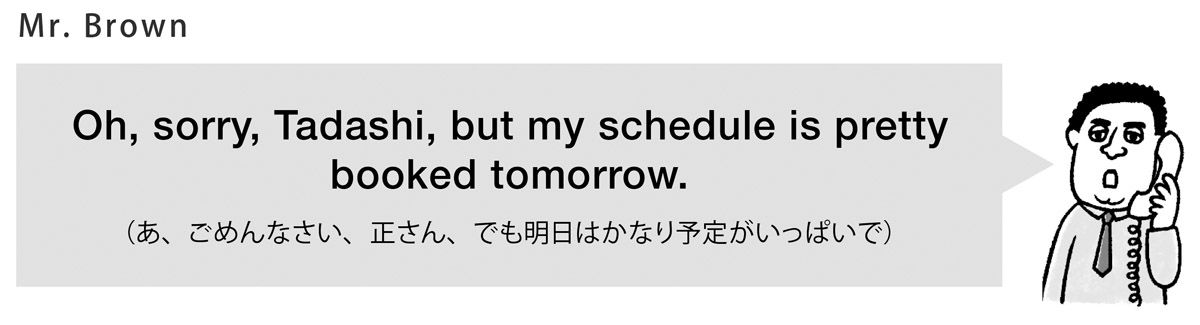 Mr. Brown
Oh, sorry, Tadashi, but my schedule is pretty
booked tomorrow.
（あ、ごめんなさい、正さん、でも明日はかなり予定がいっぱいで）